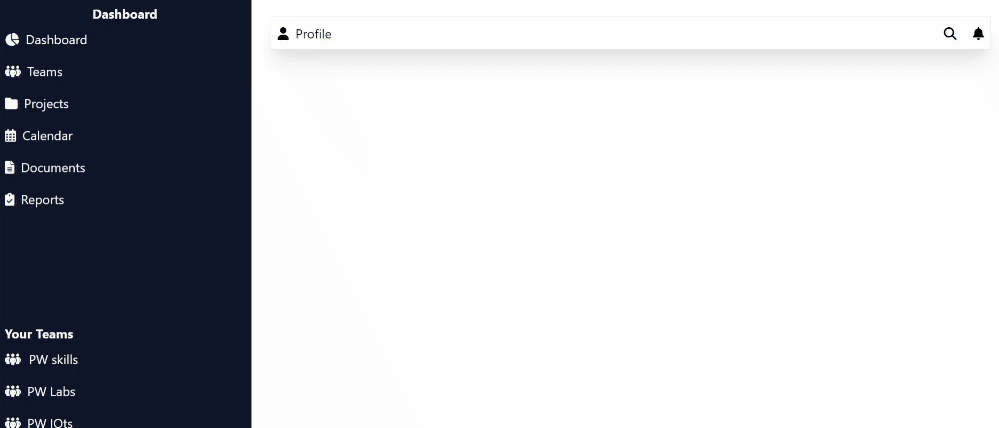 Dashboard
Dashboard
Teams
Projects
Calendar
Documents
Reports
Your Teams
PW skills
PW Labs
PW IOts
Profile